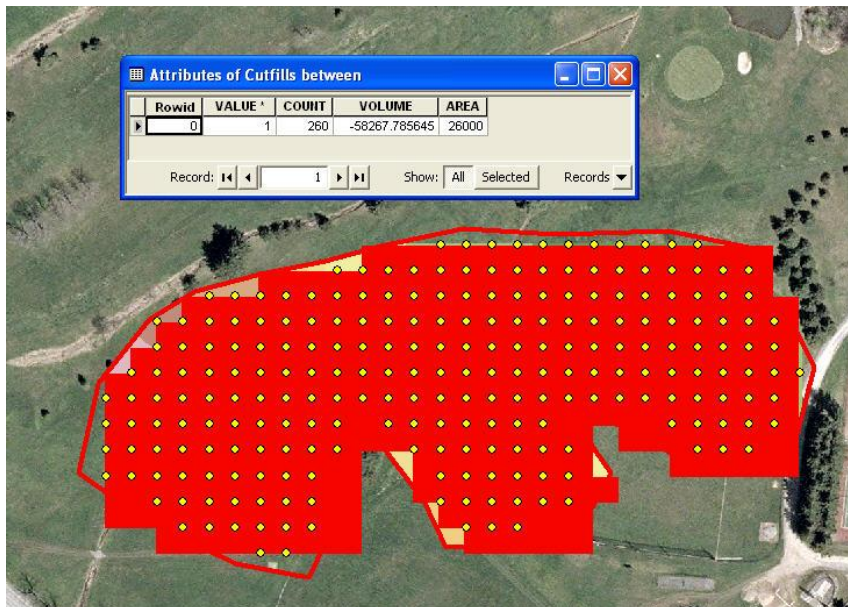 Attributes of Cutfills between
Rowid VALUE * COUNT VOLUME AREA
0 1 260 -58267.785645 26000
Record: 1 Show: All Selected Records